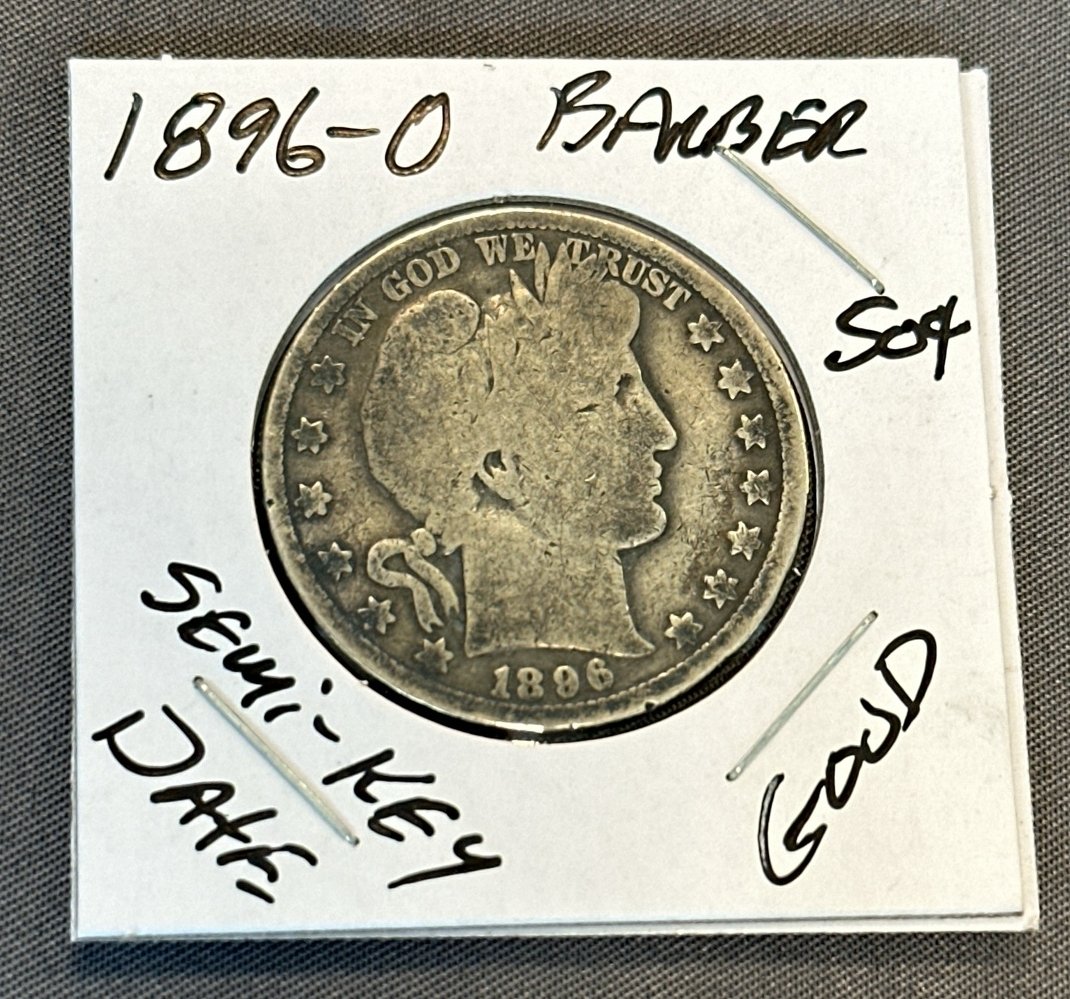 1896-O BARBER
50¢
IN GOD WE TRUST
1896
SEMI-KEY
DATE
GOOD